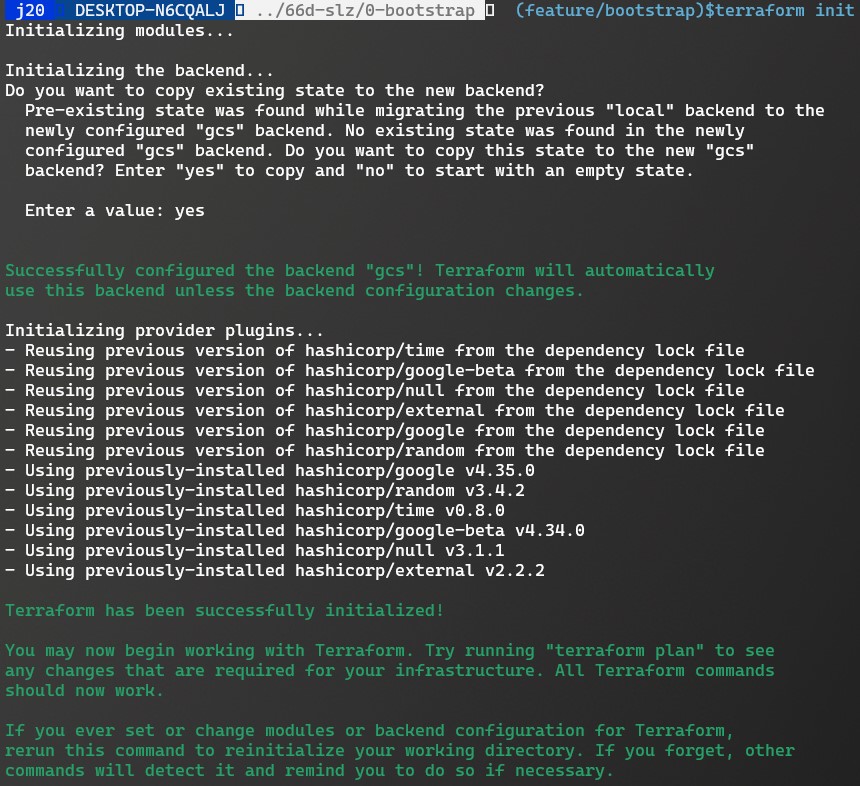 j20 DESKTOP-N6CQALJ ../66d-slz/0-bootstrap (feature/bootstrap)$terraform init
Initializing modules...
Initializing the backend...
Do you want to copy existing state to the new backend?
Pre-existing state was found while migrating the previous "local" backend to the
newly configured "gcs" backend. No existing state was found in the newly
configured "gcs" backend. Do you want to copy this state to the new "gcs"
backend? Enter "yes" to copy and "no" to start with an empty state.
Enter a value: yes
Successfully configured the backend "gcs"! Terraform will automatically
use this backend unless the backend configuration changes.
Initializing provider plugins...
- Reusing previous version of hashicorp/time from the dependency lock file
- Reusing previous version of hashicorp/google-beta from the dependency lock file
- Reusing previous version of hashicorp/null from the dependency lock file
- Reusing previous version of hashicorp/external from the dependency lock file
- Reusing previous version of hashicorp/google from the dependency lock file
- Reusing previous version of hashicorp/random from the dependency lock file
- Using previously-installed hashicorp/google v4.35.0
- Using previously-installed hashicorp/random v3.4.2
- Using previously-installed hashicorp/time v0.8.0
- Using previously-installed hashicorp/google-beta v4.34.0
- Using previously-installed hashicorp/null v3.1.1
- Using previously-installed hashicorp/external v2.2.2
Terraform has been successfully initialized!
You may now begin working with Terraform. Try running "terraform plan" to see
any changes that are required for your infrastructure. All Terraform commands
should now work.
If you ever set or change modules or backend configuration for Terraform,
rerun this command to reinitialize your working directory. If you forget, other
commands will detect it and remind you to do so if necessary.